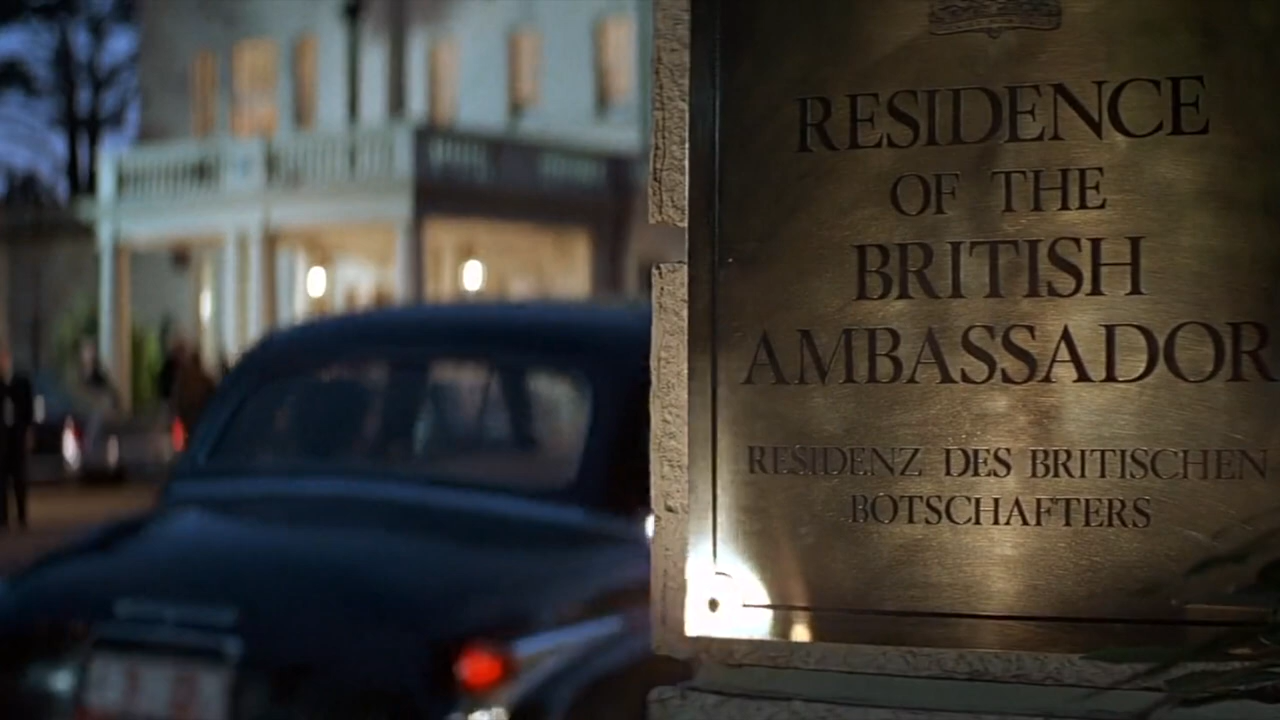 RESIDENCE
OF THE
BRITISH
AMBASSADOR
RESIDENZ DES BRITISCHEN
BOTSCHAFTERS